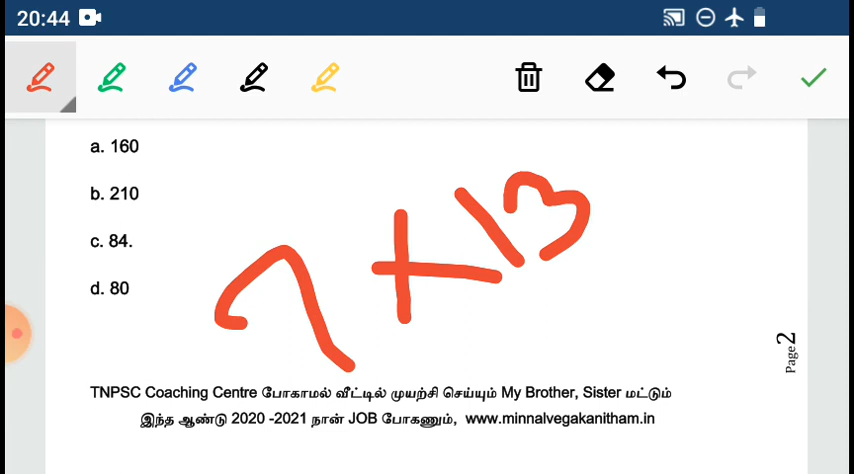 20:44
a. 160
b. 210
c. 84.
d. 80
7 + 13
Page 2
TNPSC Coaching Centre போகாமல் வீட்டில் முயற்சி செய்யும் My Brother, Sister மட்டும்
இந்த ஆண்டு 2020 -2021 நான் JOB போகணும், www.minnalvegakanitham.in